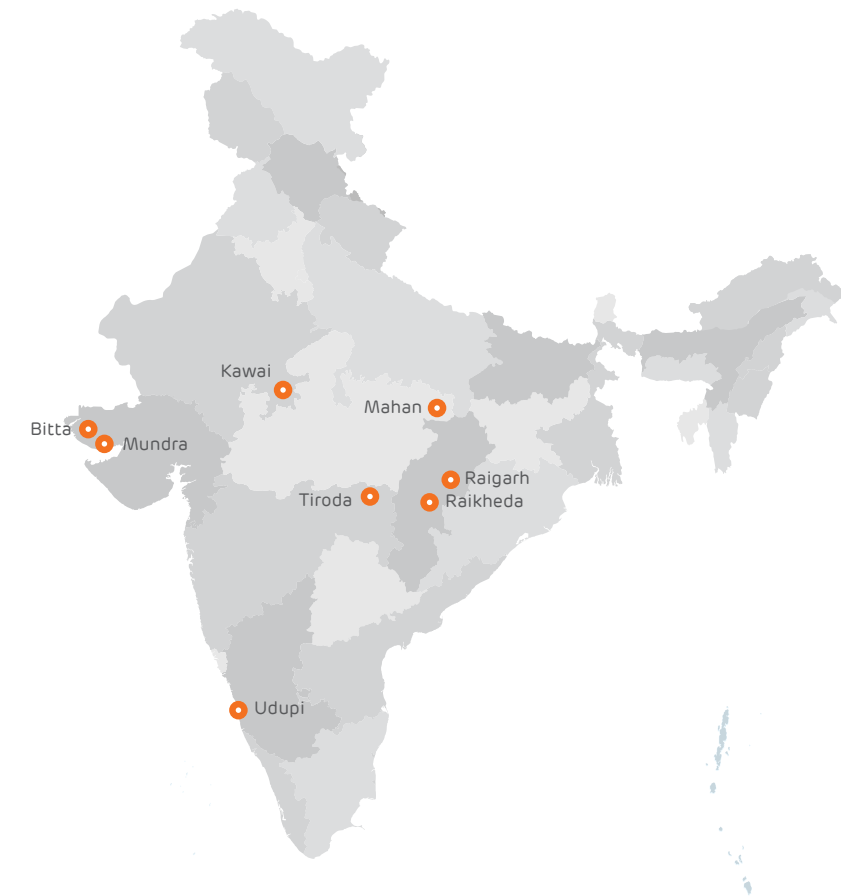 Kawai
Mahan
Bitta
Mundra
Raigarh
Tiroda
Raikheda
Udupi